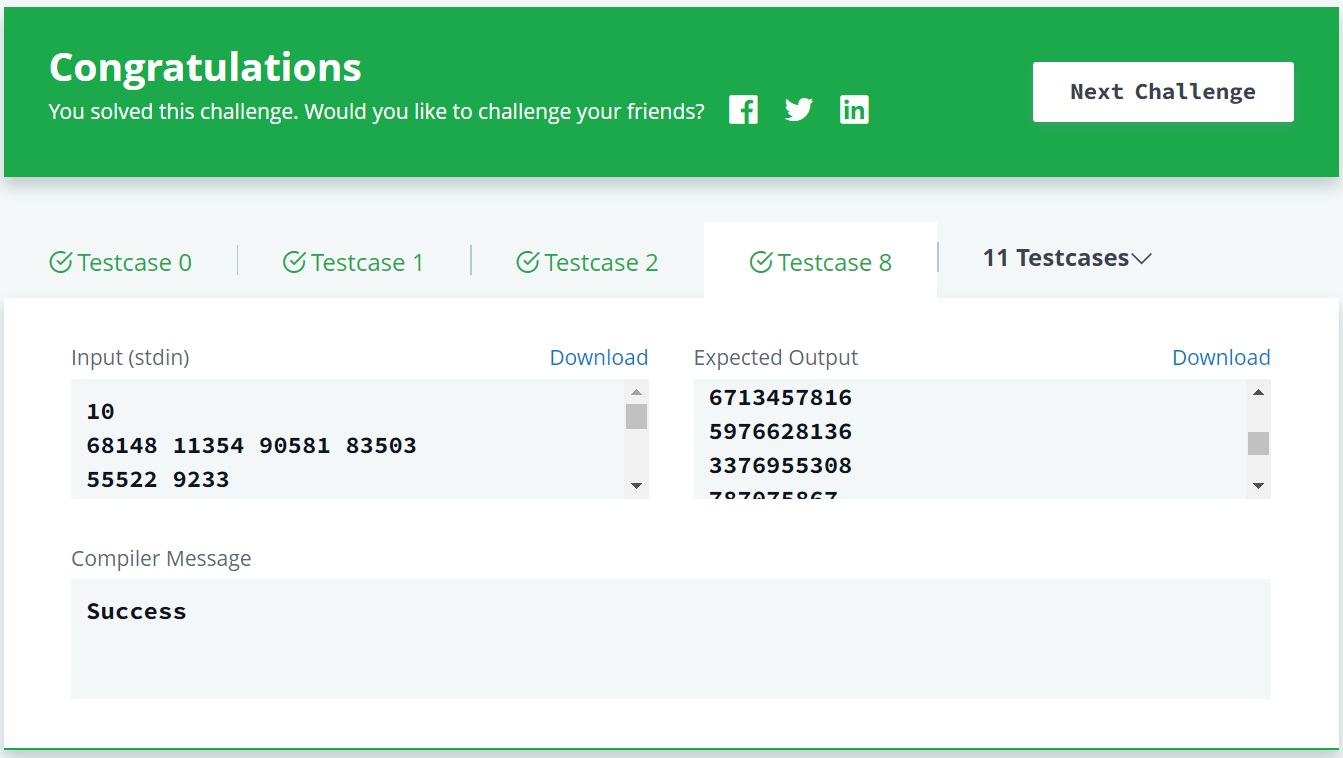 Congratulations
You solved this challenge. Would you like to challenge your friends?
Next Challenge
Testcase 0
Testcase 1
Testcase 2
Testcase 8
11 Testcases
Input (stdin)
Download
10
68148 11354 90581 83503
55522 9233
Expected Output
Download
6713457816
5976628136
3376955308
787075867
Compiler Message
Success